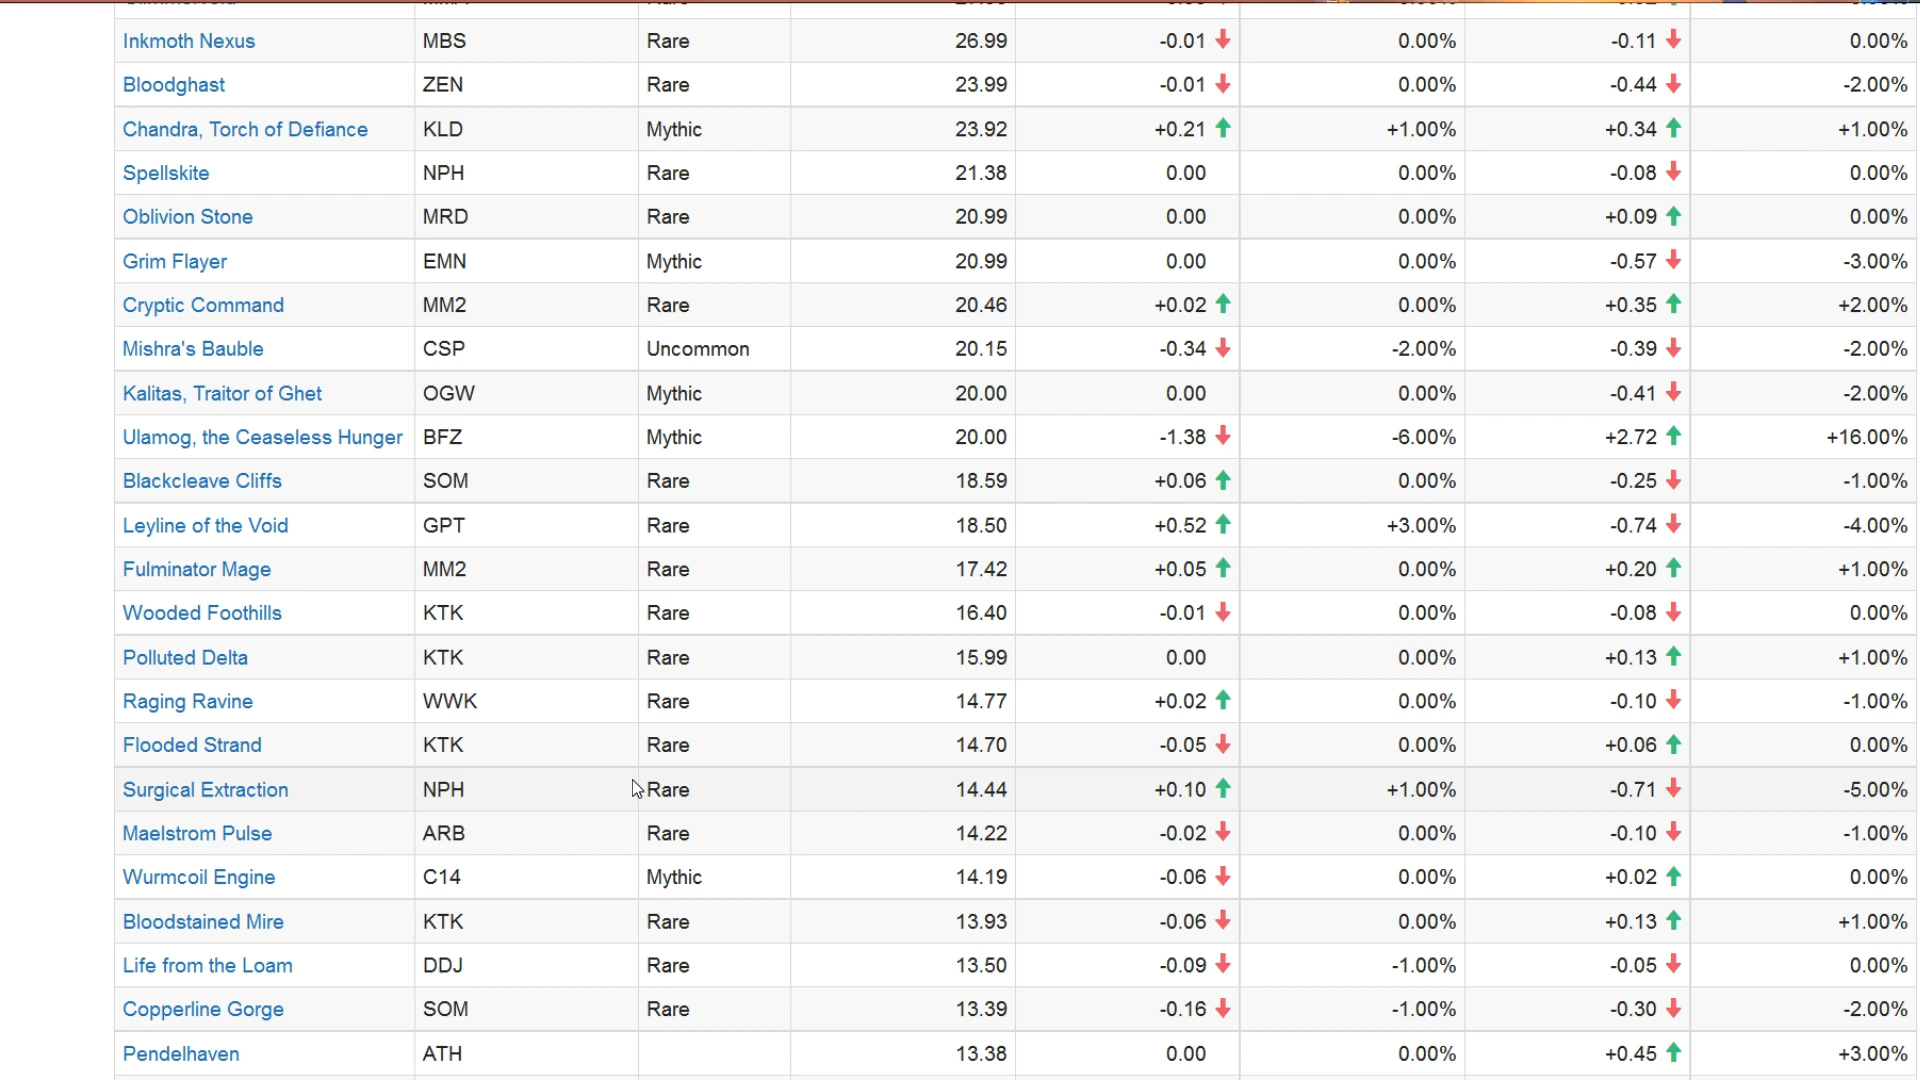 Inkmoth Nexus MBS Rare 26.99 -0.01 0.00% -0.11 0.00%
Bloodghast ZEN Rare 23.99 -0.01 0.00% -0.44 -2.00%
Chandra, Torch of Defiance KLD Mythic 23.92 +0.21 +1.00% +0.34 +1.00%
Spellskite NPH Rare 21.38 0.00 0.00% -0.08 0.00%
Oblivion Stone MRD Rare 20.99 0.00 0.00% +0.09 0.00%
Grim Flayer EMN Mythic 20.99 0.00 0.00% -0.57 -3.00%
Cryptic Command MM2 Rare 20.46 +0.02 0.00% +0.35 +2.00%
Mishra's Bauble CSP Uncommon 20.15 -0.34 -2.00% -0.39 -2.00%
Kalitas, Traitor of Ghet OGW Mythic 20.00 0.00 0.00% -0.41 -2.00%
Ulamog, the Ceaseless Hunger BFZ Mythic 20.00 -1.38 -6.00% +2.72 +16.00%
Blackcleave Cliffs SOM Rare 18.59 +0.06 0.00% -0.25 -1.00%
Leyline of the Void GPT Rare 18.50 +0.52 +3.00% -0.74 -4.00%
Fulminator Mage MM2 Rare 17.42 +0.05 0.00% +0.20 +1.00%
Wooded Foothills KTK Rare 16.40 -0.01 0.00% -0.08 0.00%
Polluted Delta KTK Rare 15.99 0.00 0.00% +0.13 +1.00%
Raging Ravine WWK Rare 14.77 +0.02 0.00% -0.10 -1.00%
Flooded Strand KTK Rare 14.70 -0.05 0.00% +0.06 0.00%
Surgical Extraction NPH Rare 14.44 +0.10 +1.00% -0.71 -5.00%
Maelstrom Pulse ARB Rare 14.22 -0.02 0.00% -0.10 -1.00%
Wurmcoil Engine C14 Mythic 14.19 -0.06 0.00% +0.02 0.00%
Bloodstained Mire KTK Rare 13.93 -0.06 0.00% +0.13 +1.00%
Life from the Loam DDJ Rare 13.50 -0.09 -1.00% -0.05 0.00%
Copperline Gorge SOM Rare 13.39 -0.16 -1.00% -0.30 -2.00%
Pendelhaven ATH 13.38 0.00 0.00% +0.45 +3.00%